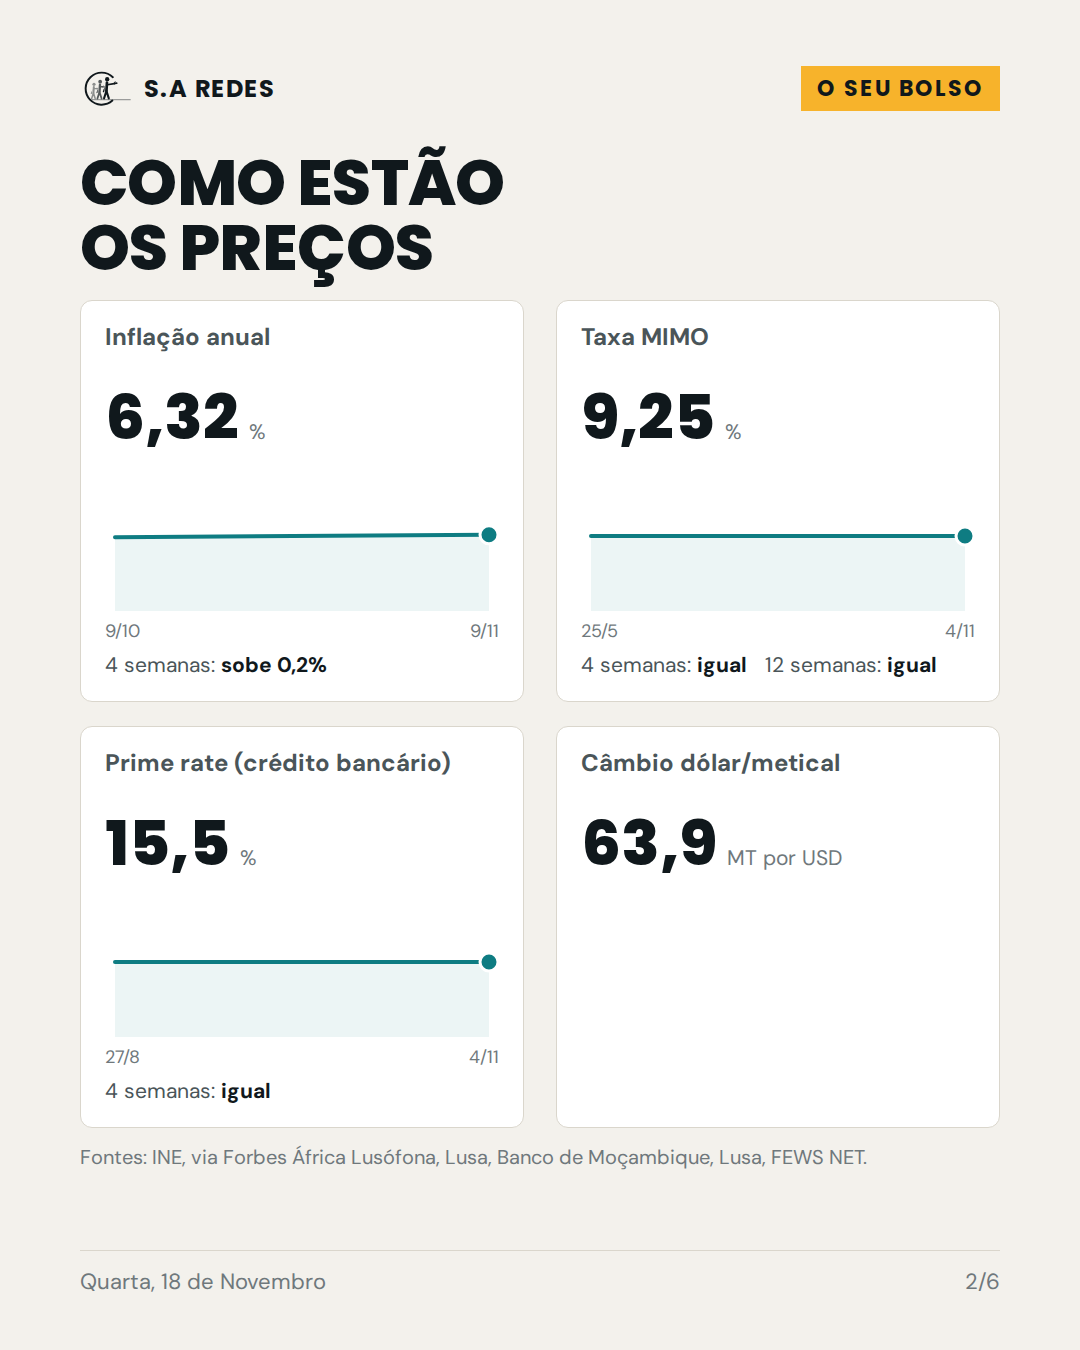 S.A REDES
O SEU BOLSO
COMO ESTÃO
OS PREÇOS
Inflação anual
6,32 %
9/10 9/11
4 semanas: sobe 0,2%
Taxa MIMO
9,25 %
25/5 4/11
4 semanas: igual 12 semanas: igual
Prime rate (crédito bancário)
15,5 %
27/8 4/11
4 semanas: igual
Câmbio dólar/metical
63,9 MT por USD
Fontes: INE, via Forbes África Lusófona, Lusa, Banco de Moçambique, Lusa, FEWS NET.
Quarta, 18 de Novembro
2/6